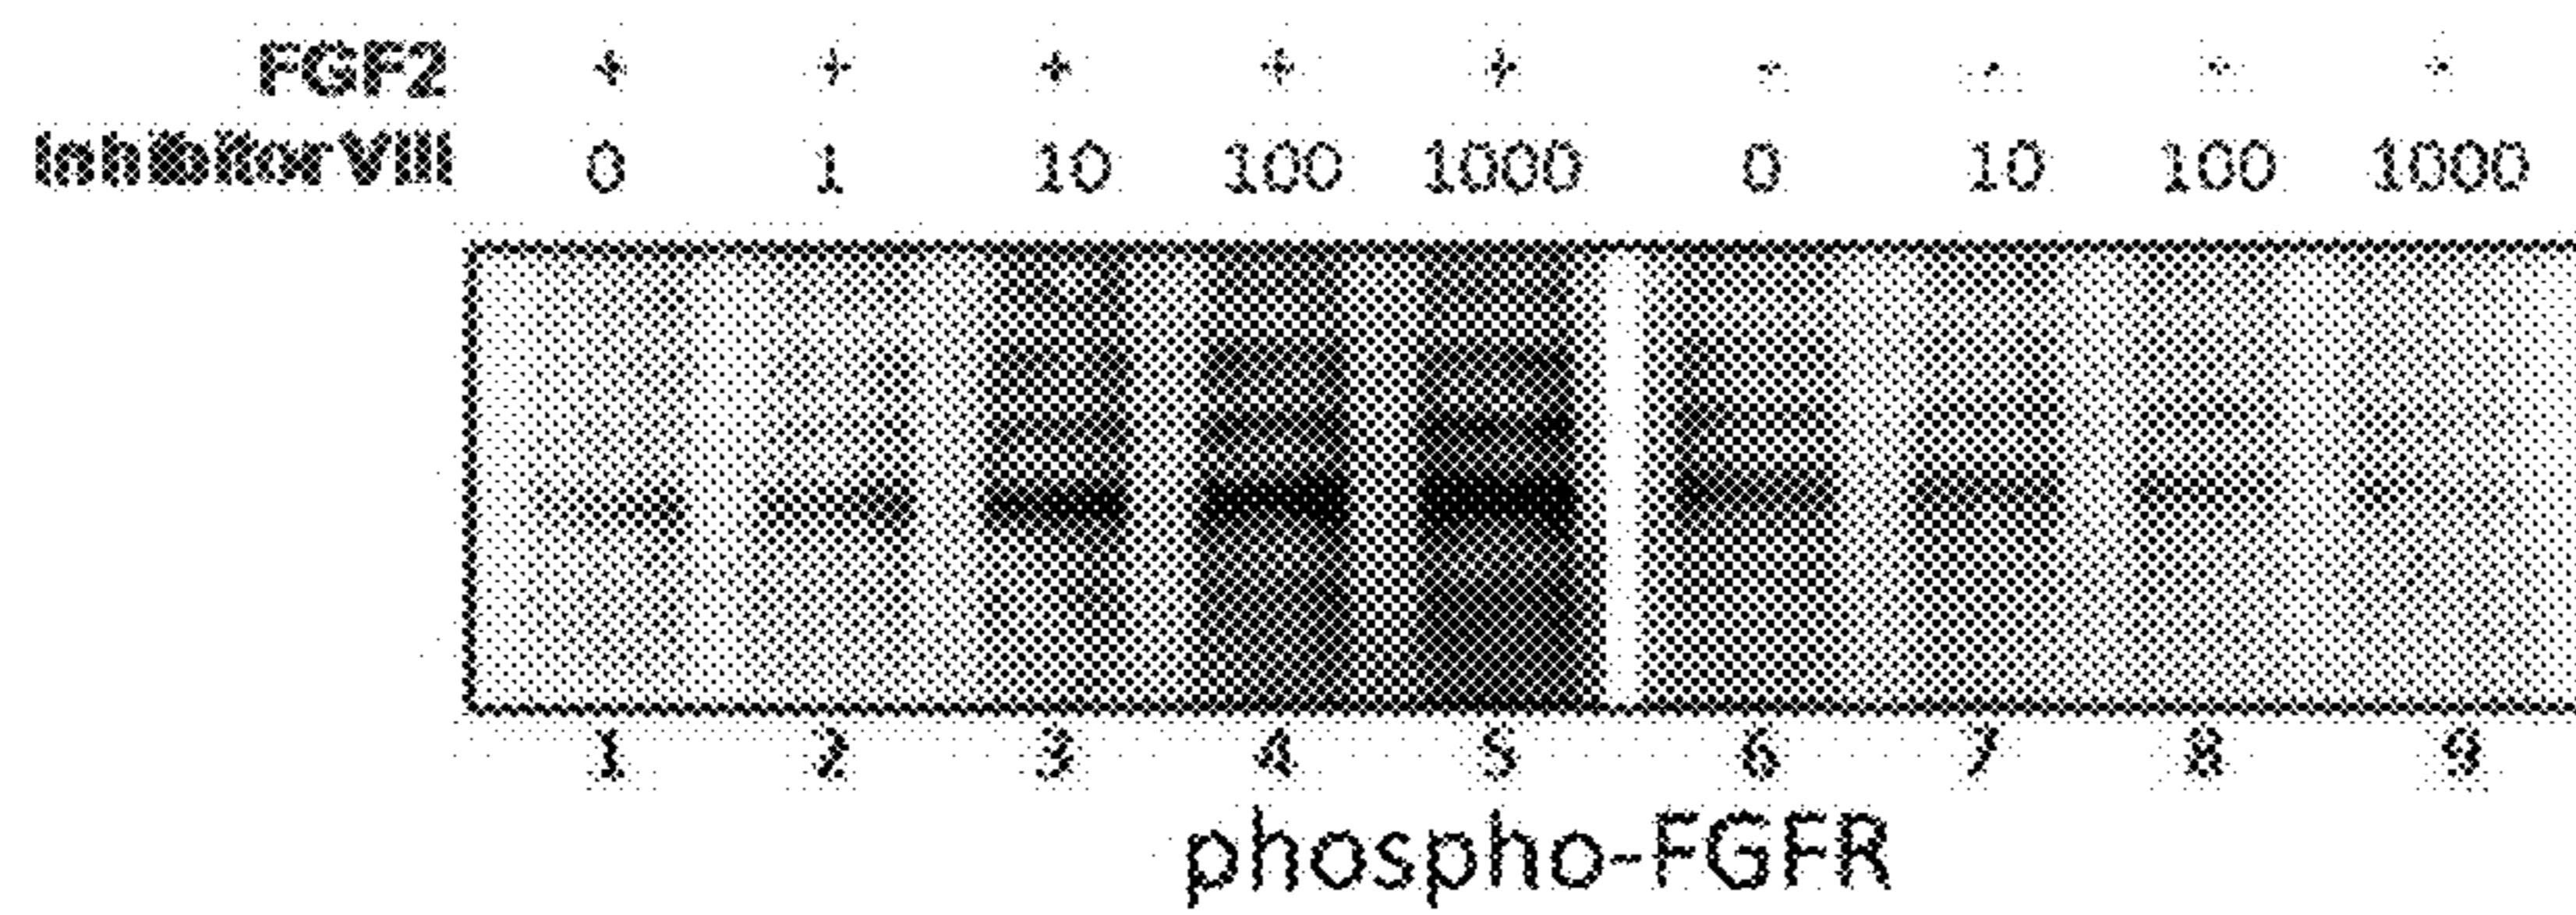 FGF2 + + + + + - - - -
Inhibitor VIII 0 1 10 100 1000 0 10 100 1000
1 2 3 4 5 6 7 8 9
phospho-FGFR